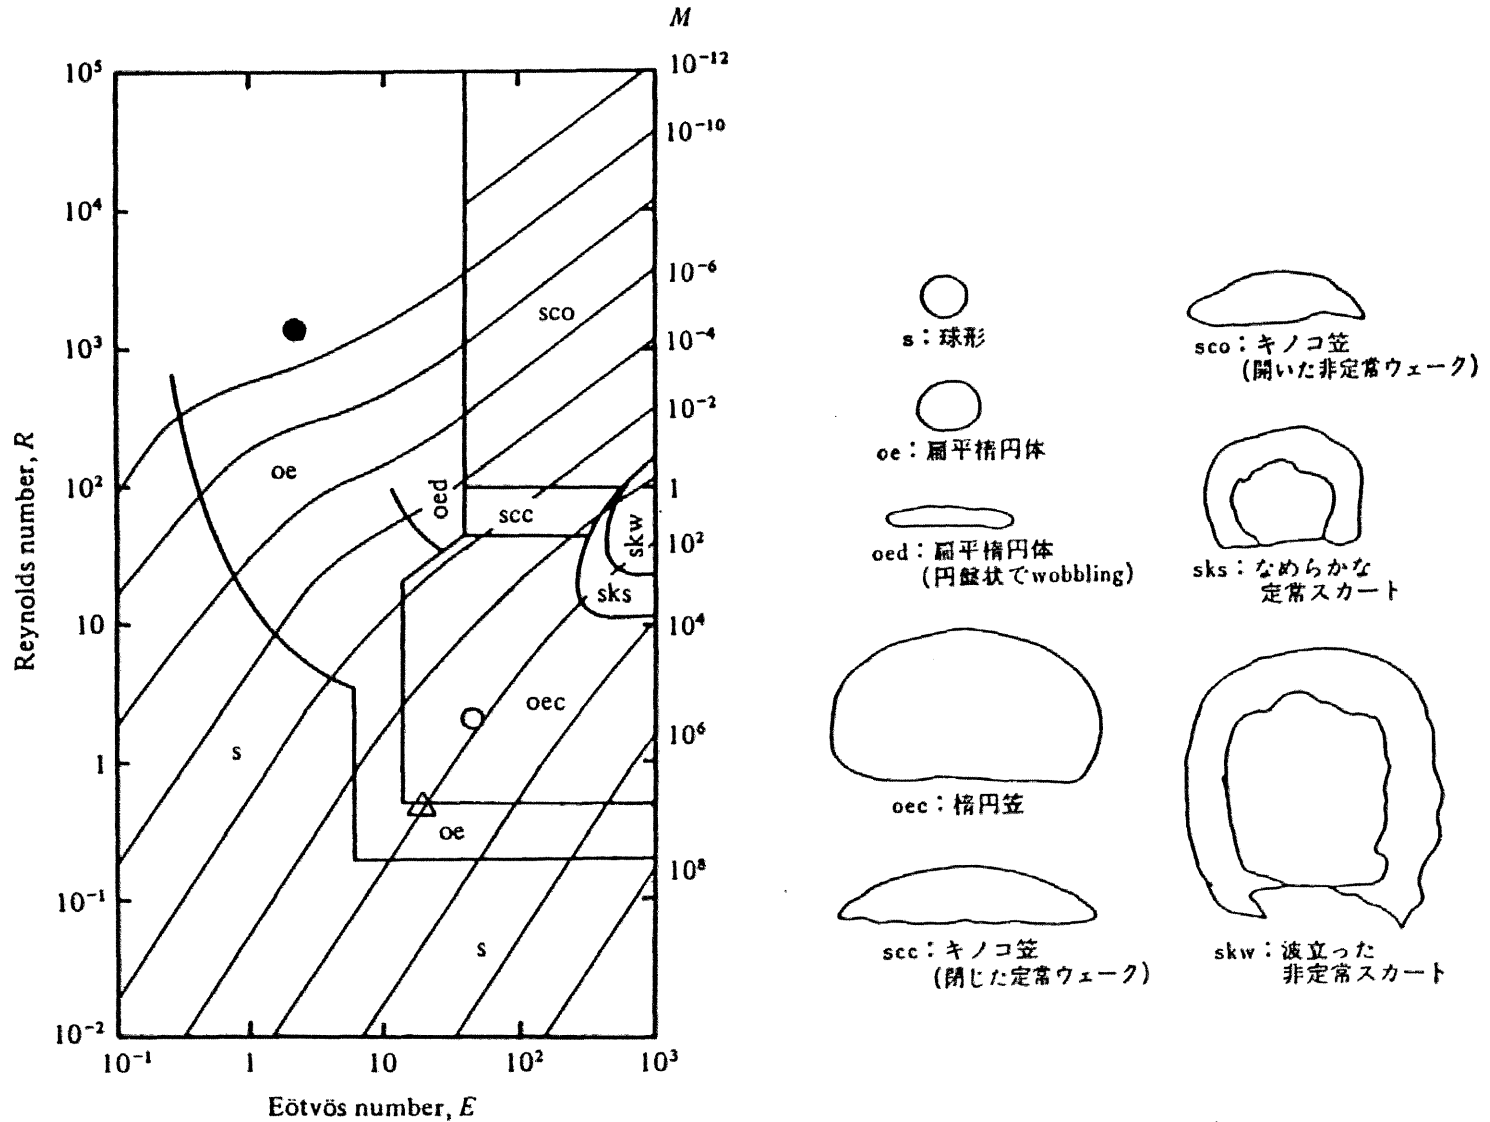 M
10⁵
10⁴
10³
10²
10
1
10⁻¹
10⁻²
Reynolds number, R
10⁻¹
1
10
10²
10³
Eötvös number, E
10⁻¹²
10⁻¹⁰
10⁻⁶
10⁻⁴
10⁻²
1
10²
10⁴
10⁶
10⁸
sco
oe
oed
scc
skw
sks
oec
s
oe
s
s：球形
oe：扁平楕円体
oed：扁平楕円体
(円盤状でwobbling)
oec：楕円笠
scc：キノコ笠
(閉じた定常ウェーク)
sco：キノコ笠
(開いた非定常ウェーク)
sks：なめらかな
定常スカート
skw：波立った
非定常スカート